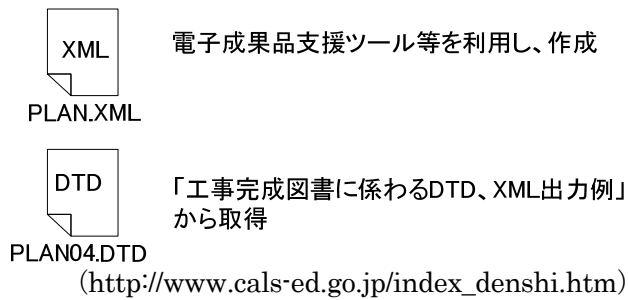 XML
電子成果品支援ツール等を利用し、作成
PLAN.XML
DTD
「工事完成図書に係わるDTD、XML出力例」
から取得
PLAN04.DTD
(http://www.cals-ed.go.jp/index_denshi.htm)